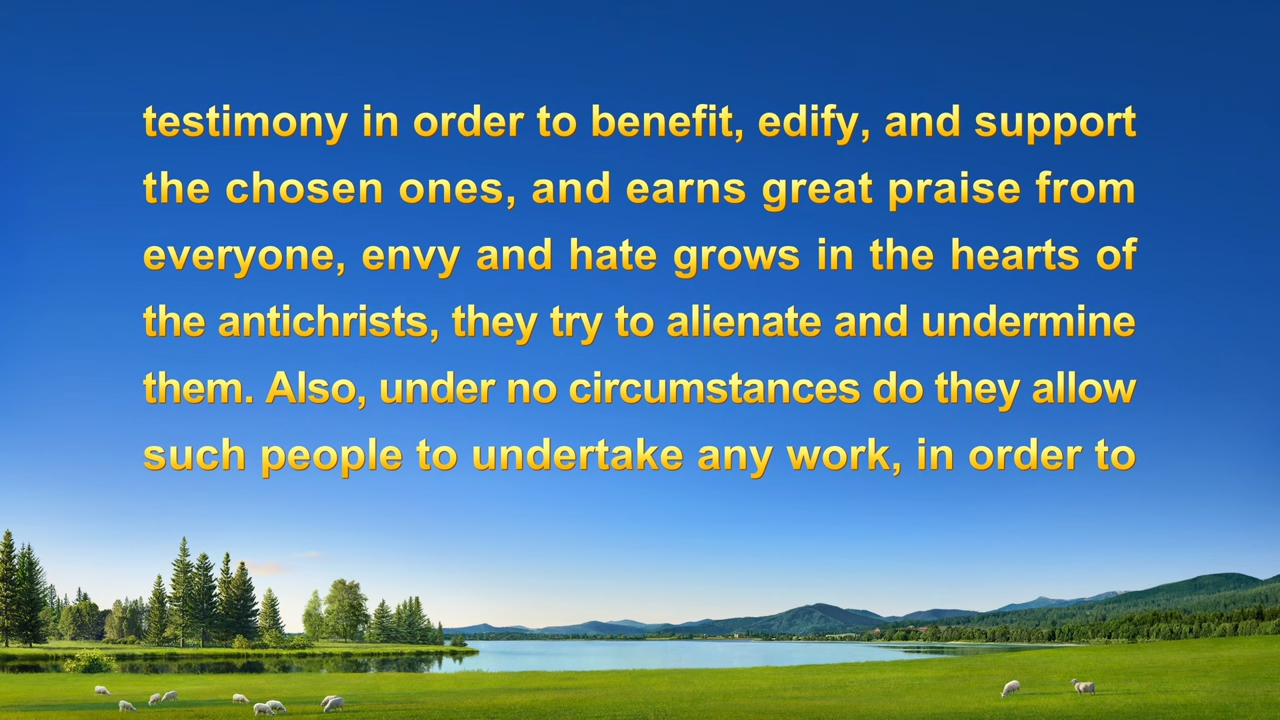 testimony in order to benefit, edify, and support
the chosen ones, and earns great praise from
everyone, envy and hate grows in the hearts of
the antichrists, they try to alienate and undermine
them. Also, under no circumstances do they allow
such people to undertake any work, in order to